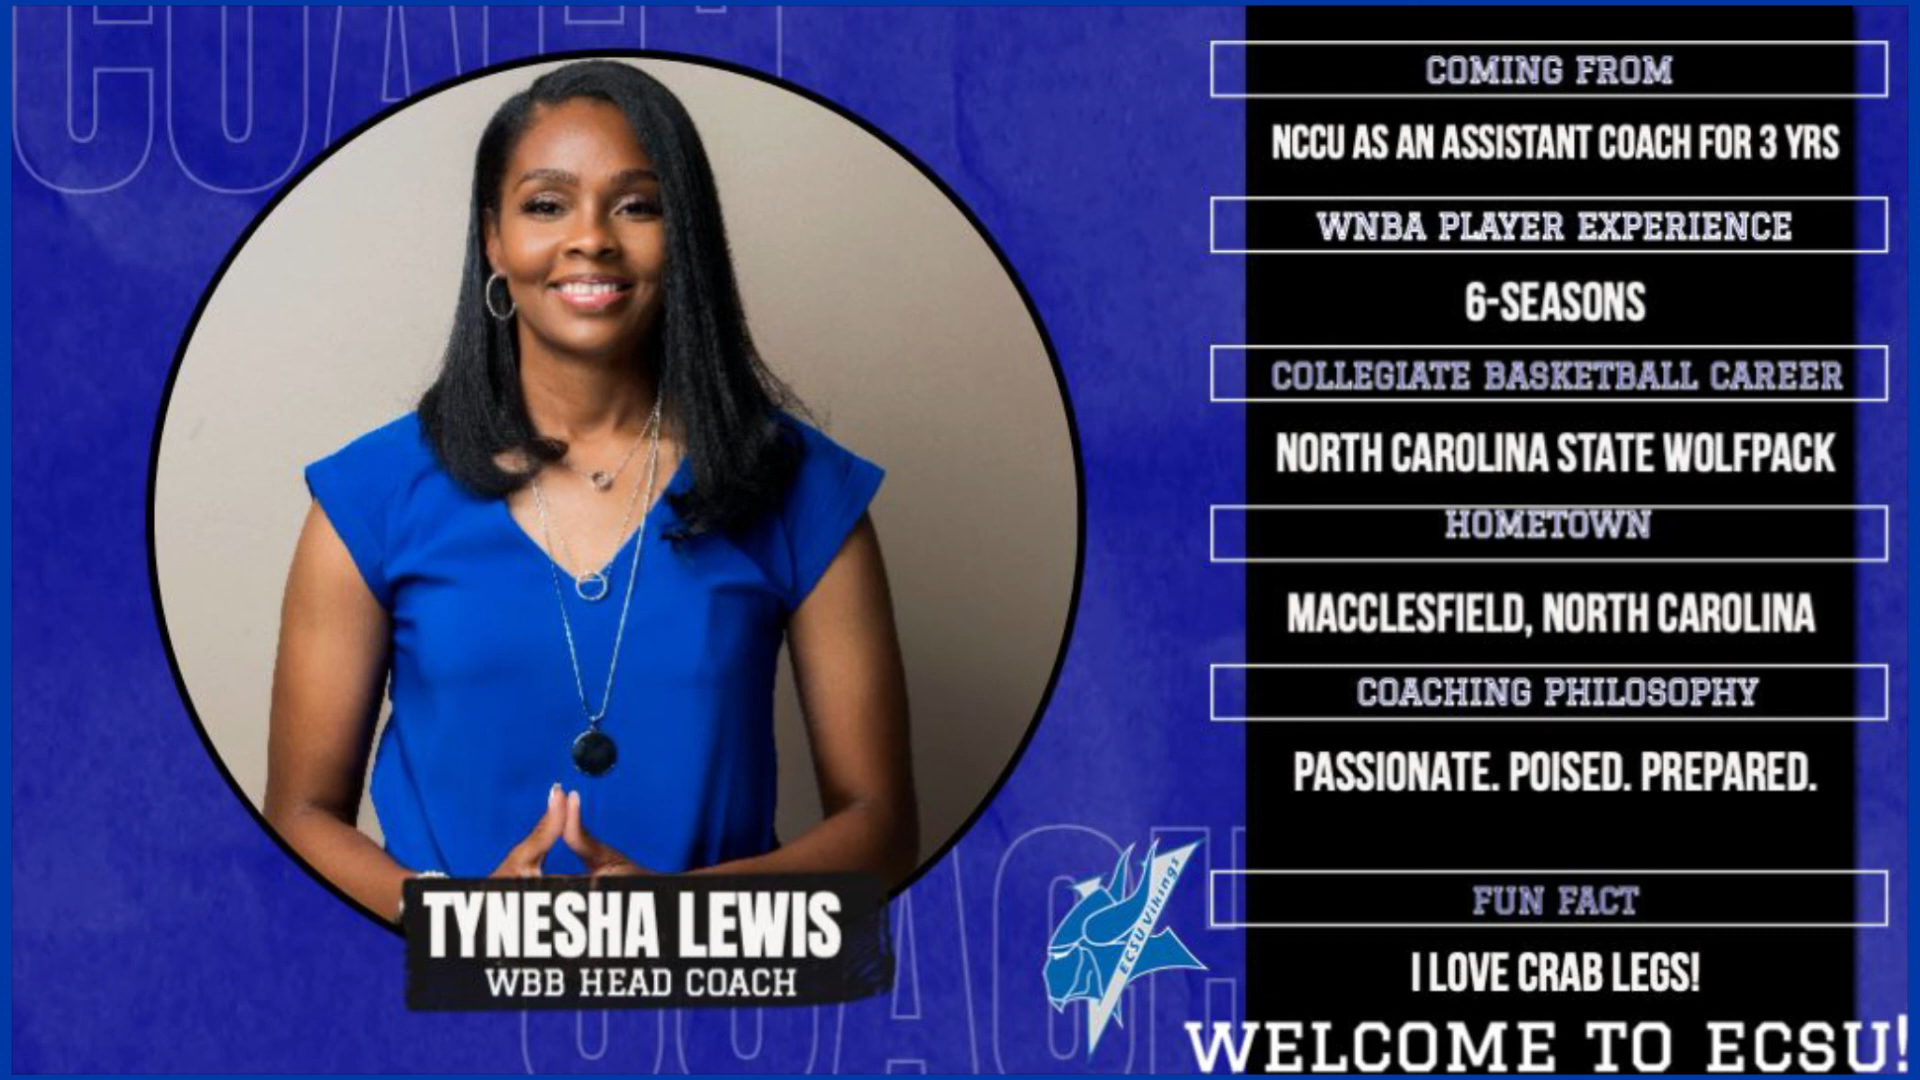 COACH
TYNESHA LEWIS
WBB HEAD COACH
COACH
ECSU Vikings
COMING FROM
NCCU AS AN ASSISTANT COACH FOR 3 YRS
WNBA PLAYER EXPERIENCE
6-SEASONS
COLLEGIATE BASKETBALL CAREER
NORTH CAROLINA STATE WOLFPACK
HOMETOWN
MACCLESFIELD, NORTH CAROLINA
COACHING PHILOSOPHY
PASSIONATE. POISED. PREPARED.
FUN FACT
I LOVE CRAB LEGS!
WELCOME TO ECSU!